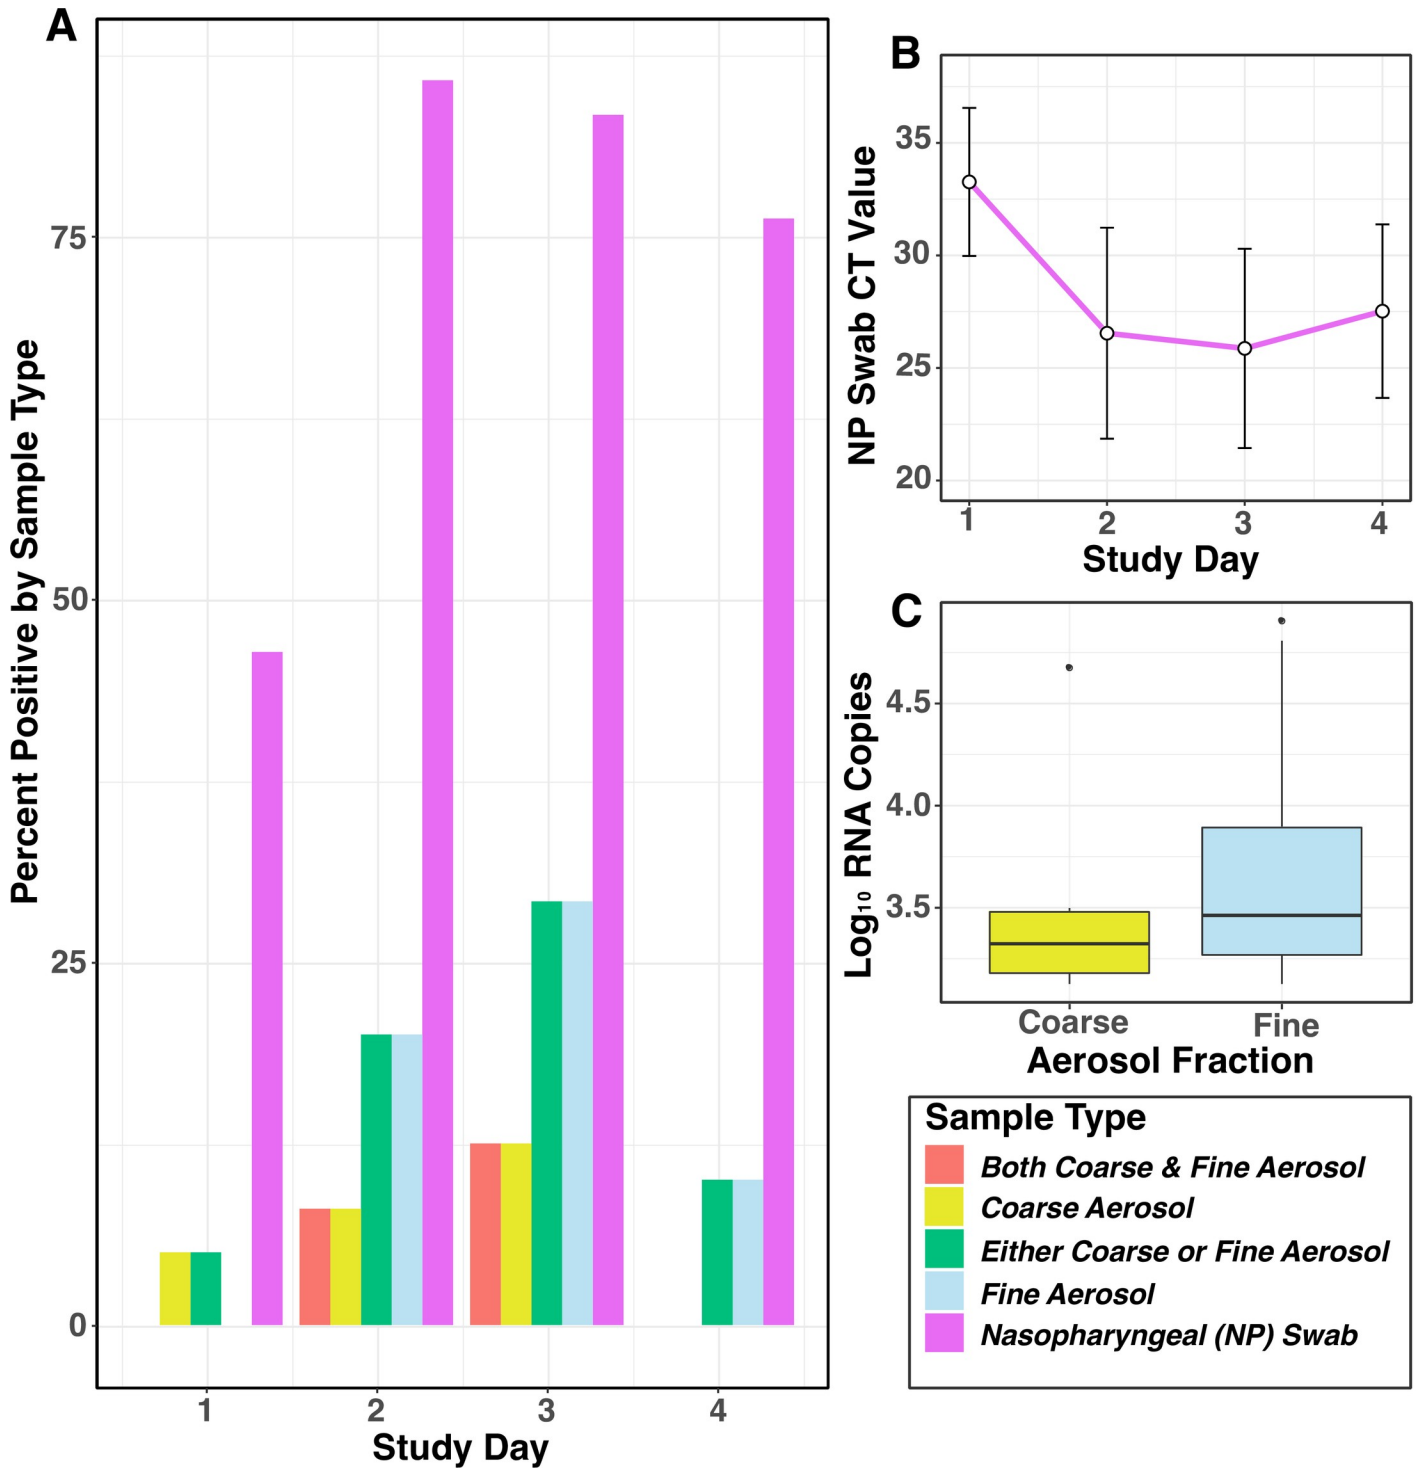 A
Percent Positive by Sample Type
75
50
25
0
1 2 3 4
Study Day
B
NP Swab CT Value
35
30
25
20
1 2 3 4
Study Day
C
Log₁₀ RNA Copies
4.5
4.0
3.5
Coarse Fine
Aerosol Fraction
Sample Type
Both Coarse & Fine Aerosol
Coarse Aerosol
Either Coarse or Fine Aerosol
Fine Aerosol
Nasopharyngeal (NP) Swab